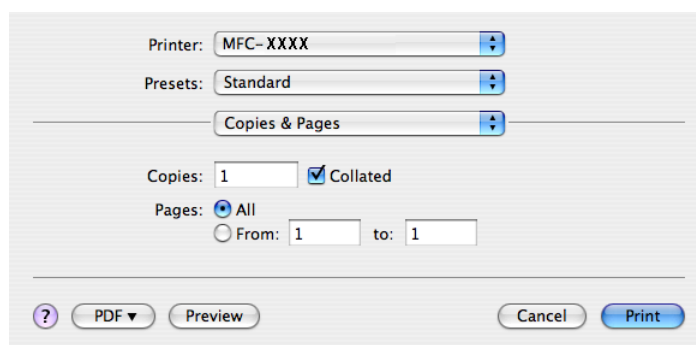 Printer: MFC-XXXX
Presets: Standard
Copies & Pages
Copies: 1 Collated
Pages: All
From: 1 to: 1
? PDF ▼ Preview Cancel Print